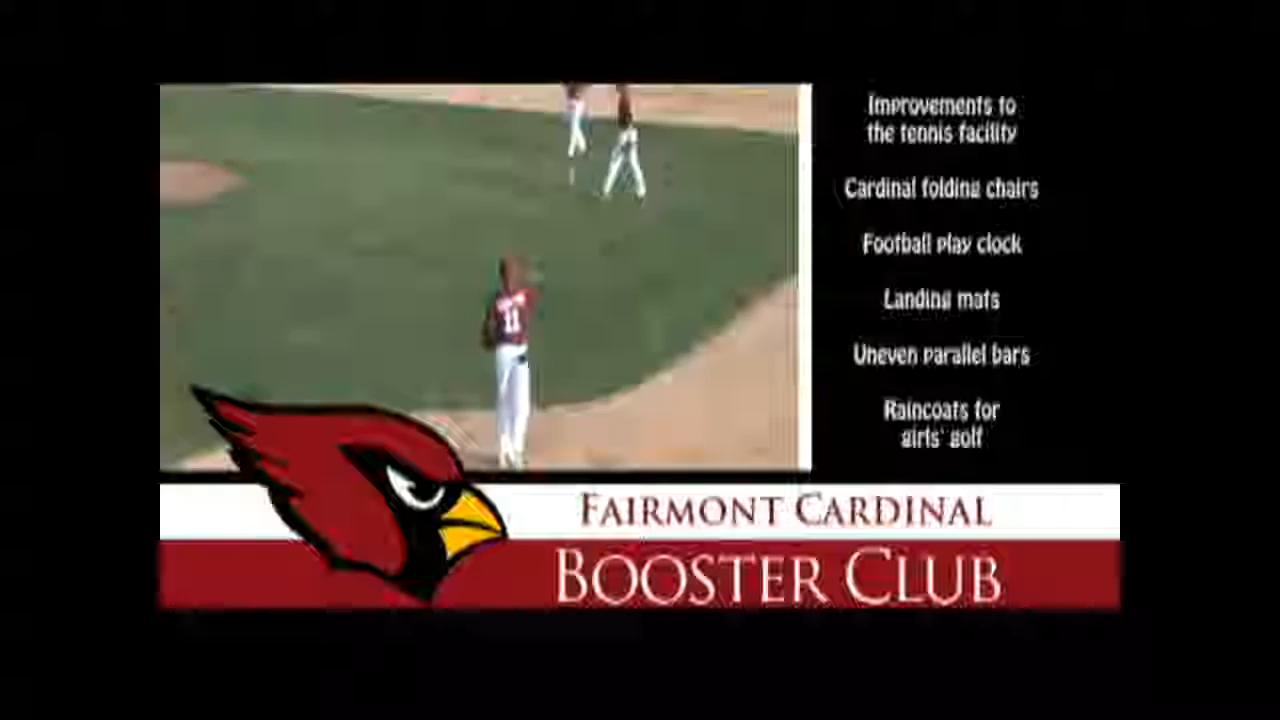 Improvements to
the tennis facility
Cardinal folding chairs
Football play clock
Landing mats
Uneven parallel bars
Raincoats for
girls' golf
11
FAIRMONT CARDINAL
BOOSTER CLUB